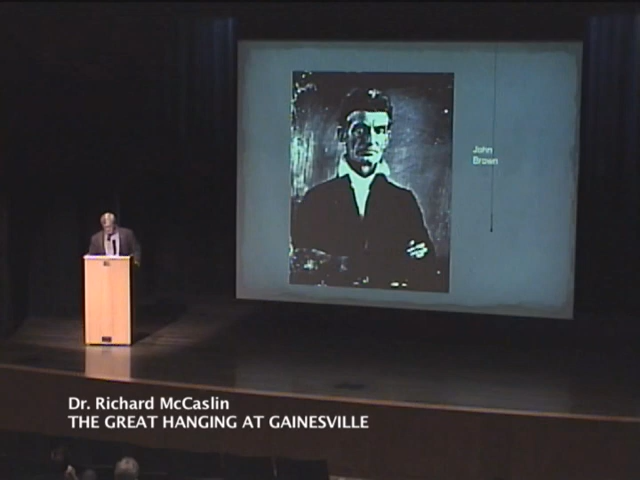 John
Brown
Dr. Richard McCaslin
THE GREAT HANGING AT GAINESVILLE